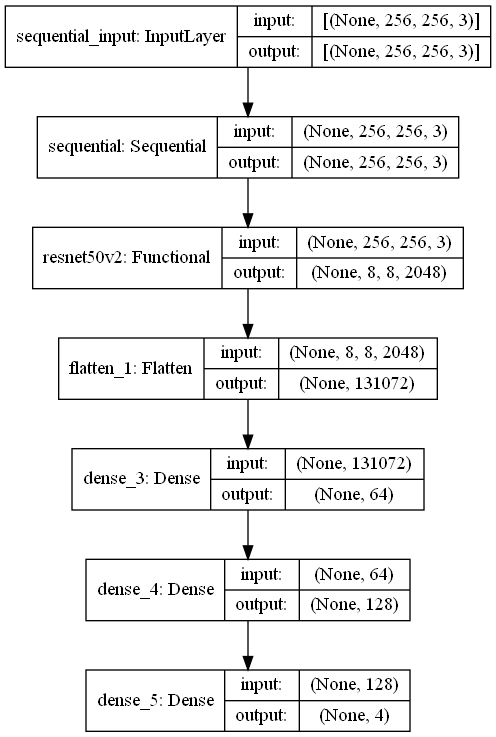 sequential_input: InputLayer
input:
[(None, 256, 256, 3)]
output:
[(None, 256, 256, 3)]
sequential: Sequential
input:
(None, 256, 256, 3)
output:
(None, 256, 256, 3)
resnet50v2: Functional
input:
(None, 256, 256, 3)
output:
(None, 8, 8, 2048)
flatten_1: Flatten
input:
(None, 8, 8, 2048)
output:
(None, 131072)
dense_3: Dense
input:
(None, 131072)
output:
(None, 64)
dense_4: Dense
input:
(None, 64)
output:
(None, 128)
dense_5: Dense
input:
(None, 128)
output:
(None, 4)